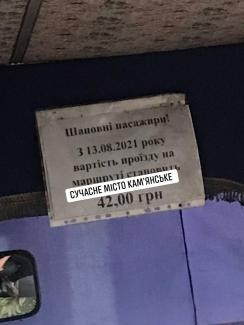 Шановні пасажири!
З 13.08.2021 року
вартість проїзду на
маршруті становить
СУЧАСНЕ МІСТО КАМ'ЯНСЬКЕ
42,00 грн